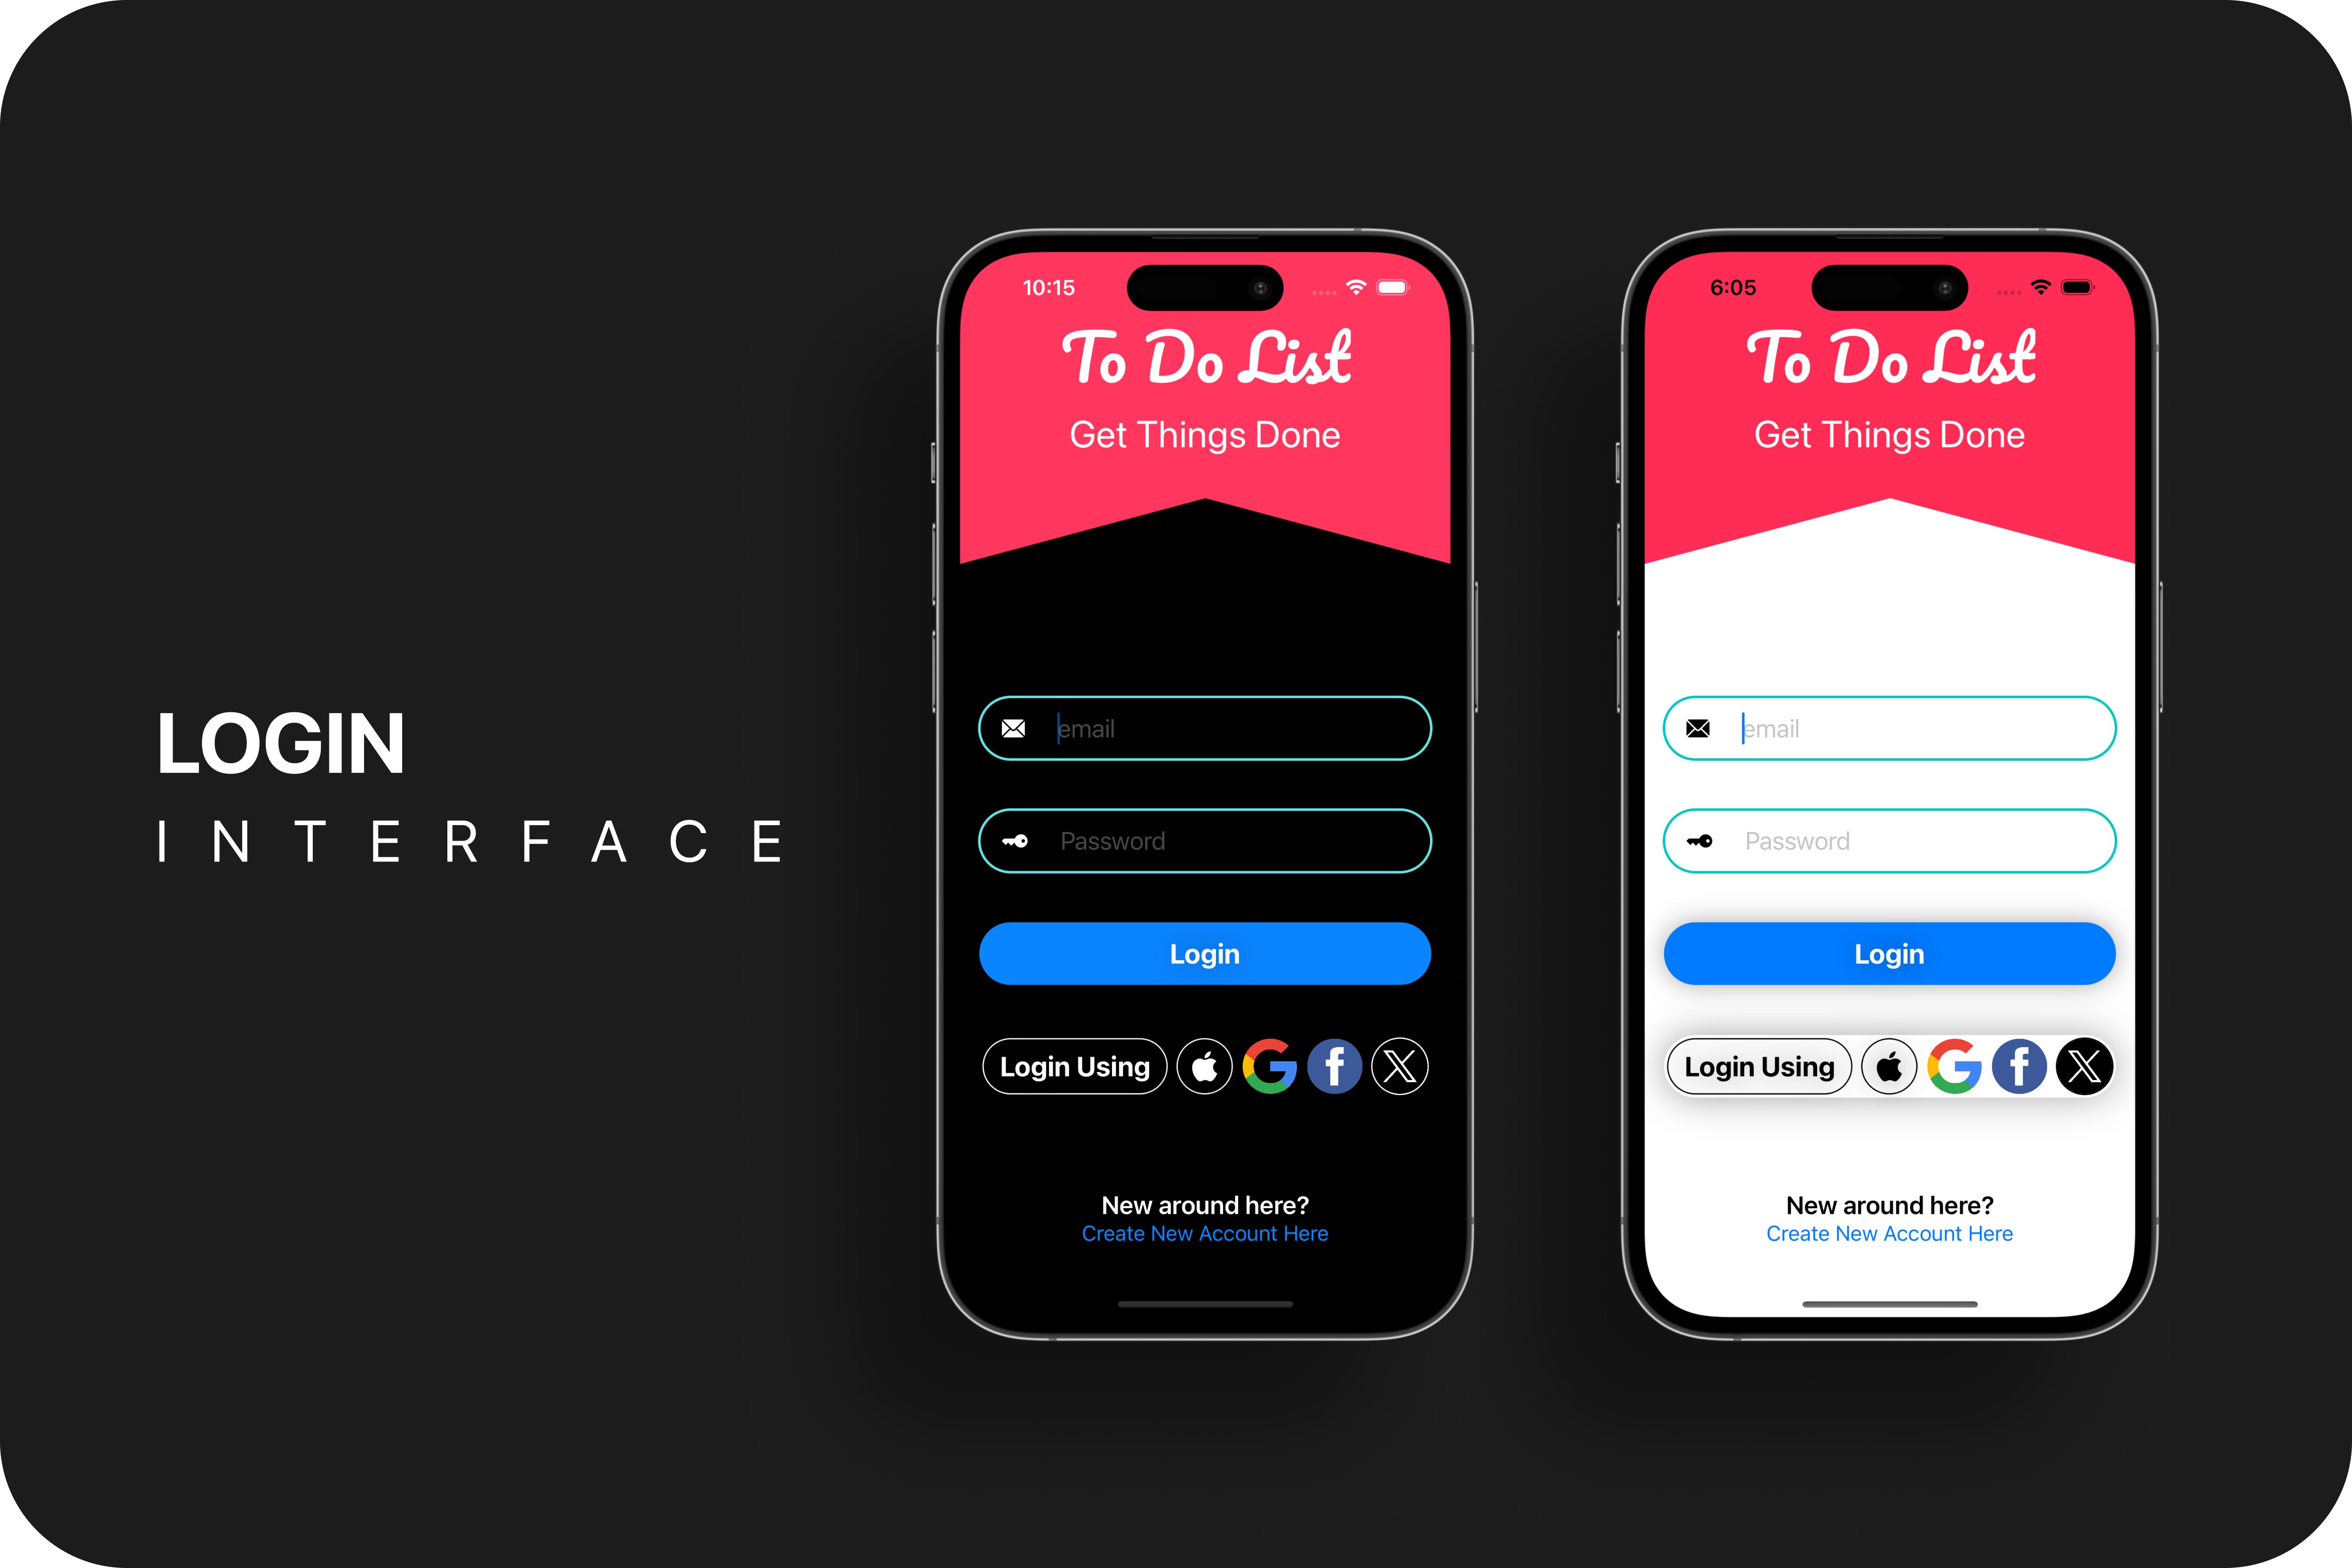 LOGIN
INTERFACE
10:15
To Do List
Get Things Done
email
Password
Login
Login Using
New around here?
Create New Account Here
6:05
To Do List
Get Things Done
email
Password
Login
Login Using
New around here?
Create New Account Here